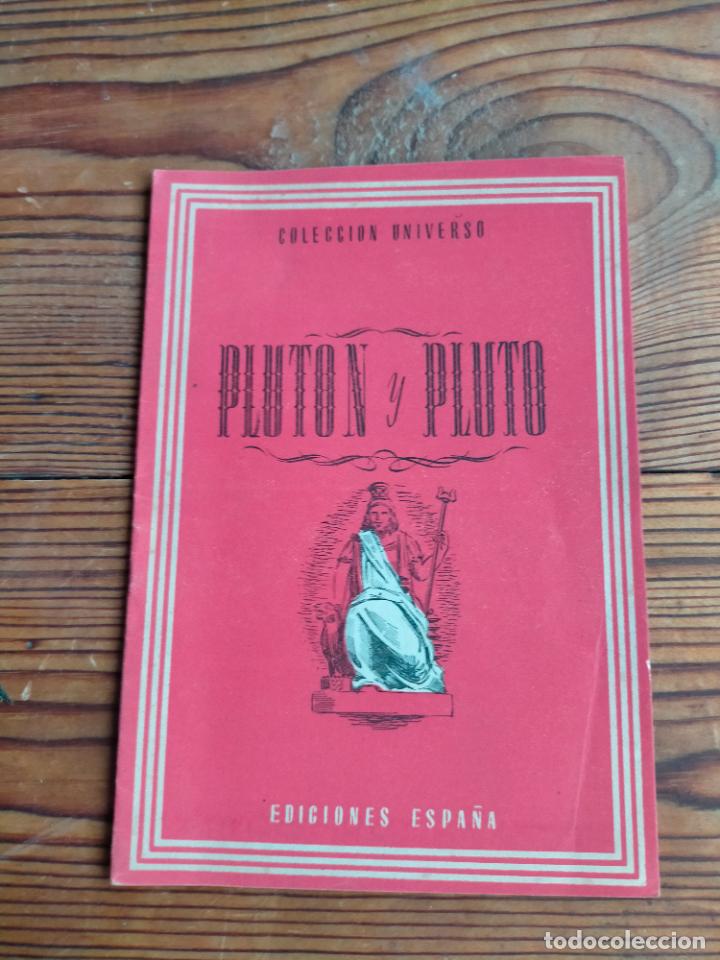 COLECCION UNIVERSO
PLUTON y PLUTO
EDICIONES ESPAÑA
todocoleccion